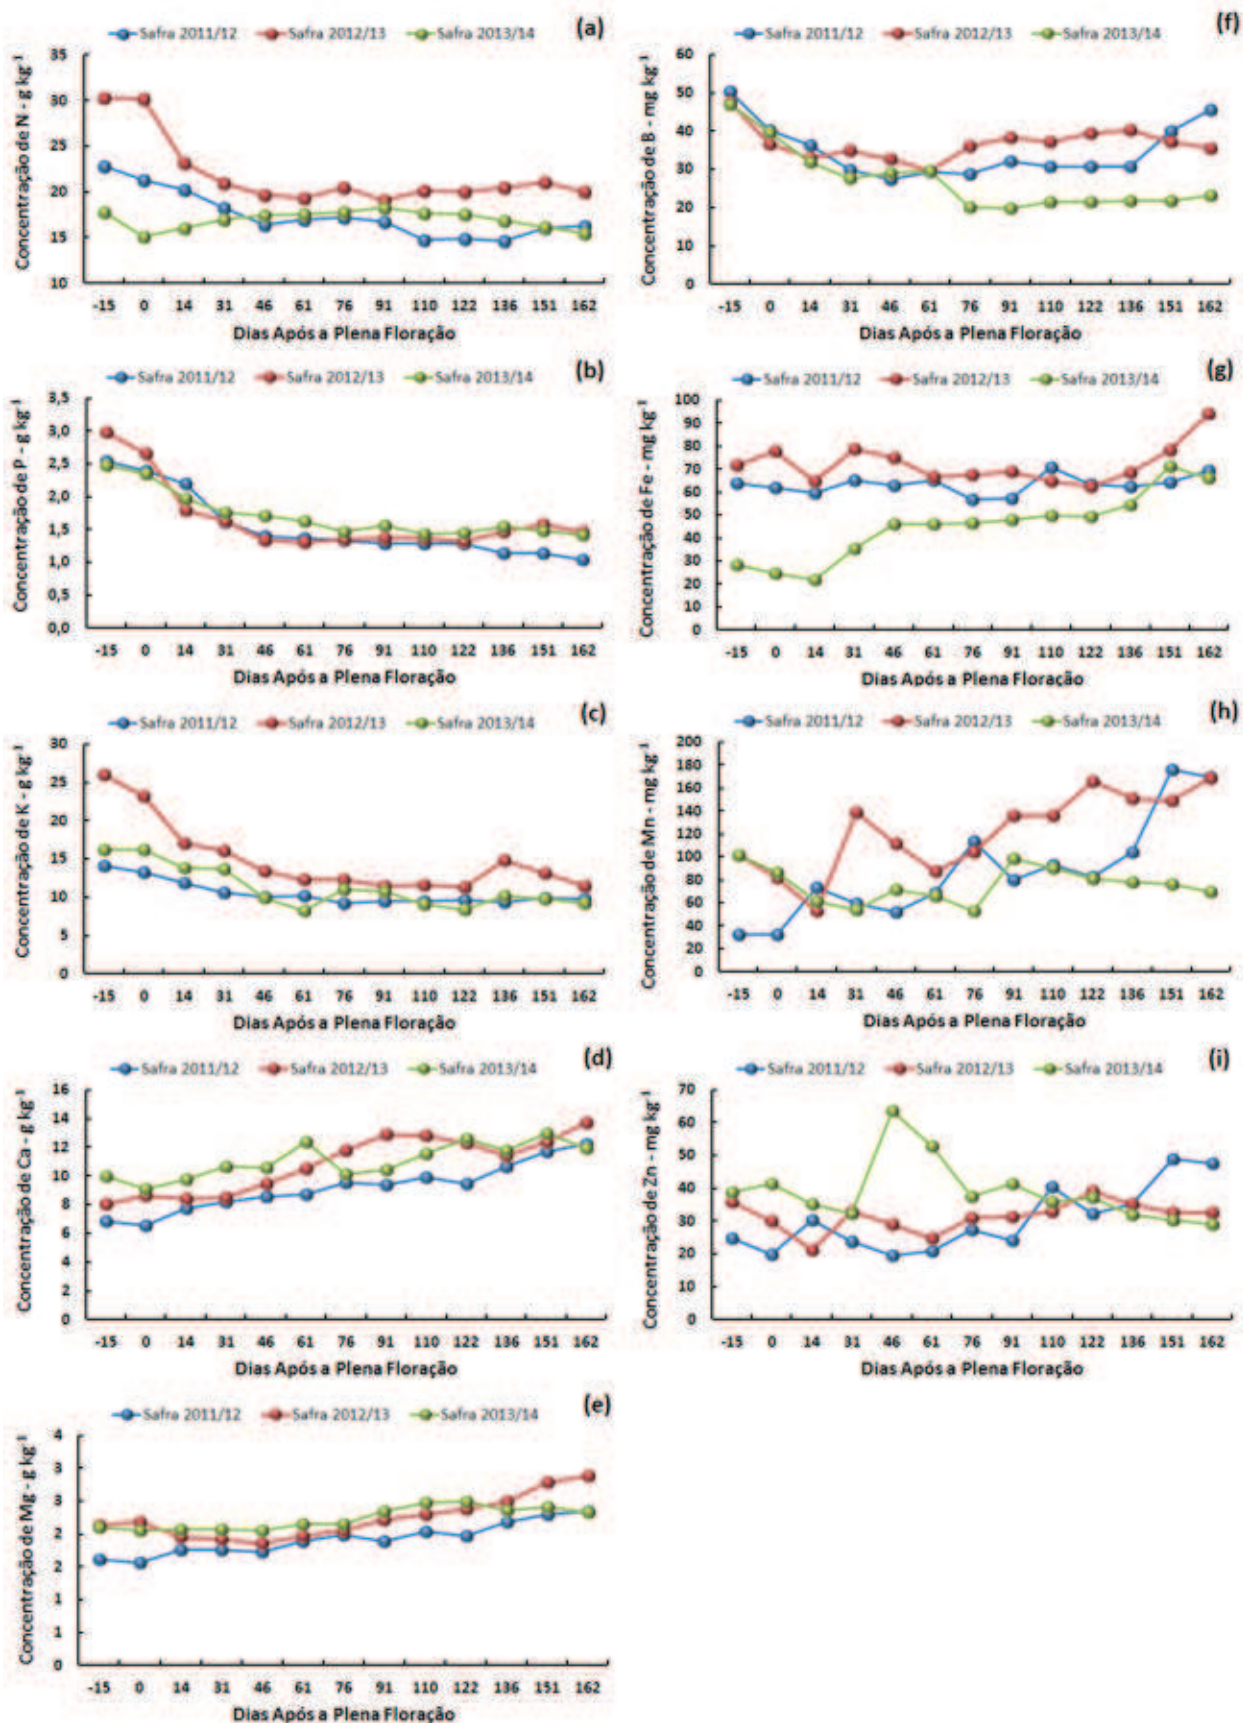 (a)
Safra 2011/12 Safra 2012/13 Safra 2013/14
Concentração de N - g kg⁻¹
35
30
25
20
15
10
-15 0 14 31 46 61 76 91 110 122 136 151 162
Dias Após a Plena Floração
(b)
Safra 2011/12 Safra 2012/13 Safra 2013/14
Concentração de P - g kg⁻¹
3,5
3,0
2,5
2,0
1,5
1,0
0,5
0,0
-15 0 14 31 46 61 76 91 110 122 136 151 162
Dias Após a Plena Floração
(c)
Safra 2011/12 Safra 2012/13 Safra 2013/14
Concentração de K - g kg⁻¹
30
25
20
15
10
5
0
-15 0 14 31 46 61 76 91 110 122 136 151 162
Dias Após a Plena Floração
(d)
Safra 2011/12 Safra 2012/13 Safra 2013/14
Concentração de Ca - g kg⁻¹
16
14
12
10
8
6
4
2
0
-15 0 14 31 46 61 76 91 110 122 136 151 162
Dias Após a Plena Floração
(e)
Safra 2011/12 Safra 2012/13 Safra 2013/14
Concentração de Mg - g kg⁻¹
4
3
3
2
2
1
1
0
-15 0 14 31 46 61 76 91 110 122 136 151 162
Dias Após a Plena Floração
(f)
Safra 2011/12 Safra 2012/13 Safra 2013/14
Concentração de B - mg kg⁻¹
60
50
40
30
20
10
0
-15 0 14 31 46 61 76 91 110 122 136 151 162
Dias Após a Plena Floração
(g)
Safra 2011/12 Safra 2012/13 Safra 2013/14
Concentração de Fe - mg kg⁻¹
100
90
80
70
60
50
40
30
20
10
0
-15 0 14 31 46 61 76 91 110 122 136 151 162
Dias Após a Plena Floração
(h)
Safra 2011/12 Safra 2012/13 Safra 2013/14
Concentração de Mn - mg kg⁻¹
200
180
160
140
120
100
80
60
40
20
0
-15 0 14 31 46 61 76 91 110 122 136 151 162
Dias Após a Plena Floração
(i)
Safra 2011/12 Safra 2012/13 Safra 2013/14
Concentração de Zn - mg kg⁻¹
70
60
50
40
30
20
10
0
-15 0 14 31 46 61 76 91 110 122 136 151 162
Dias Após a Plena Floração